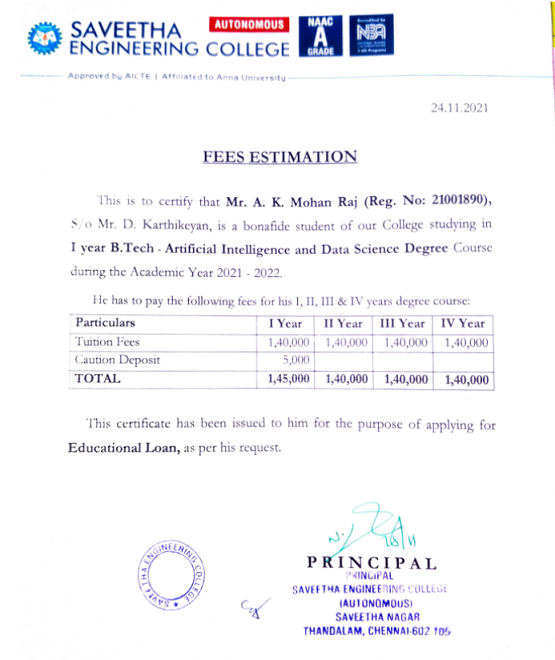 SAVEETHA
ENGINEERING COLLEGE
AUTONOMOUS
NAAC
A
GRADE
Accredited by
NBA
Approved by AICTE | Affiliated to Anna University
24.11.2021
FEES ESTIMATION
This is to certify that Mr. A. K. Mohan Raj (Reg. No: 21001890),
S/o Mr. D. Karthikeyan, is a bonafide student of our College studying in
I year B.Tech - Artificial Intelligence and Data Science Degree Course
during the Academic Year 2021 - 2022.
He has to pay the following fees for his I, II, III & IV years degree course:
Particulars I Year II Year III Year IV Year
Tuition Fees 1,40,000 1,40,000 1,40,000 1,40,000
Caution Deposit 5,000
TOTAL 1,45,000 1,40,000 1,40,000 1,40,000
This certificate has been issued to him for the purpose of applying for
Educational Loan, as per his request.
SAVEETHA ENGINEERING COLLEGE
PRINCIPAL
PRINCIPAL
SAVEETHA ENGINEERING COLLEGE
(AUTONOMOUS)
SAVEETHA NAGAR
THANDALAM, CHENNAI-602 105